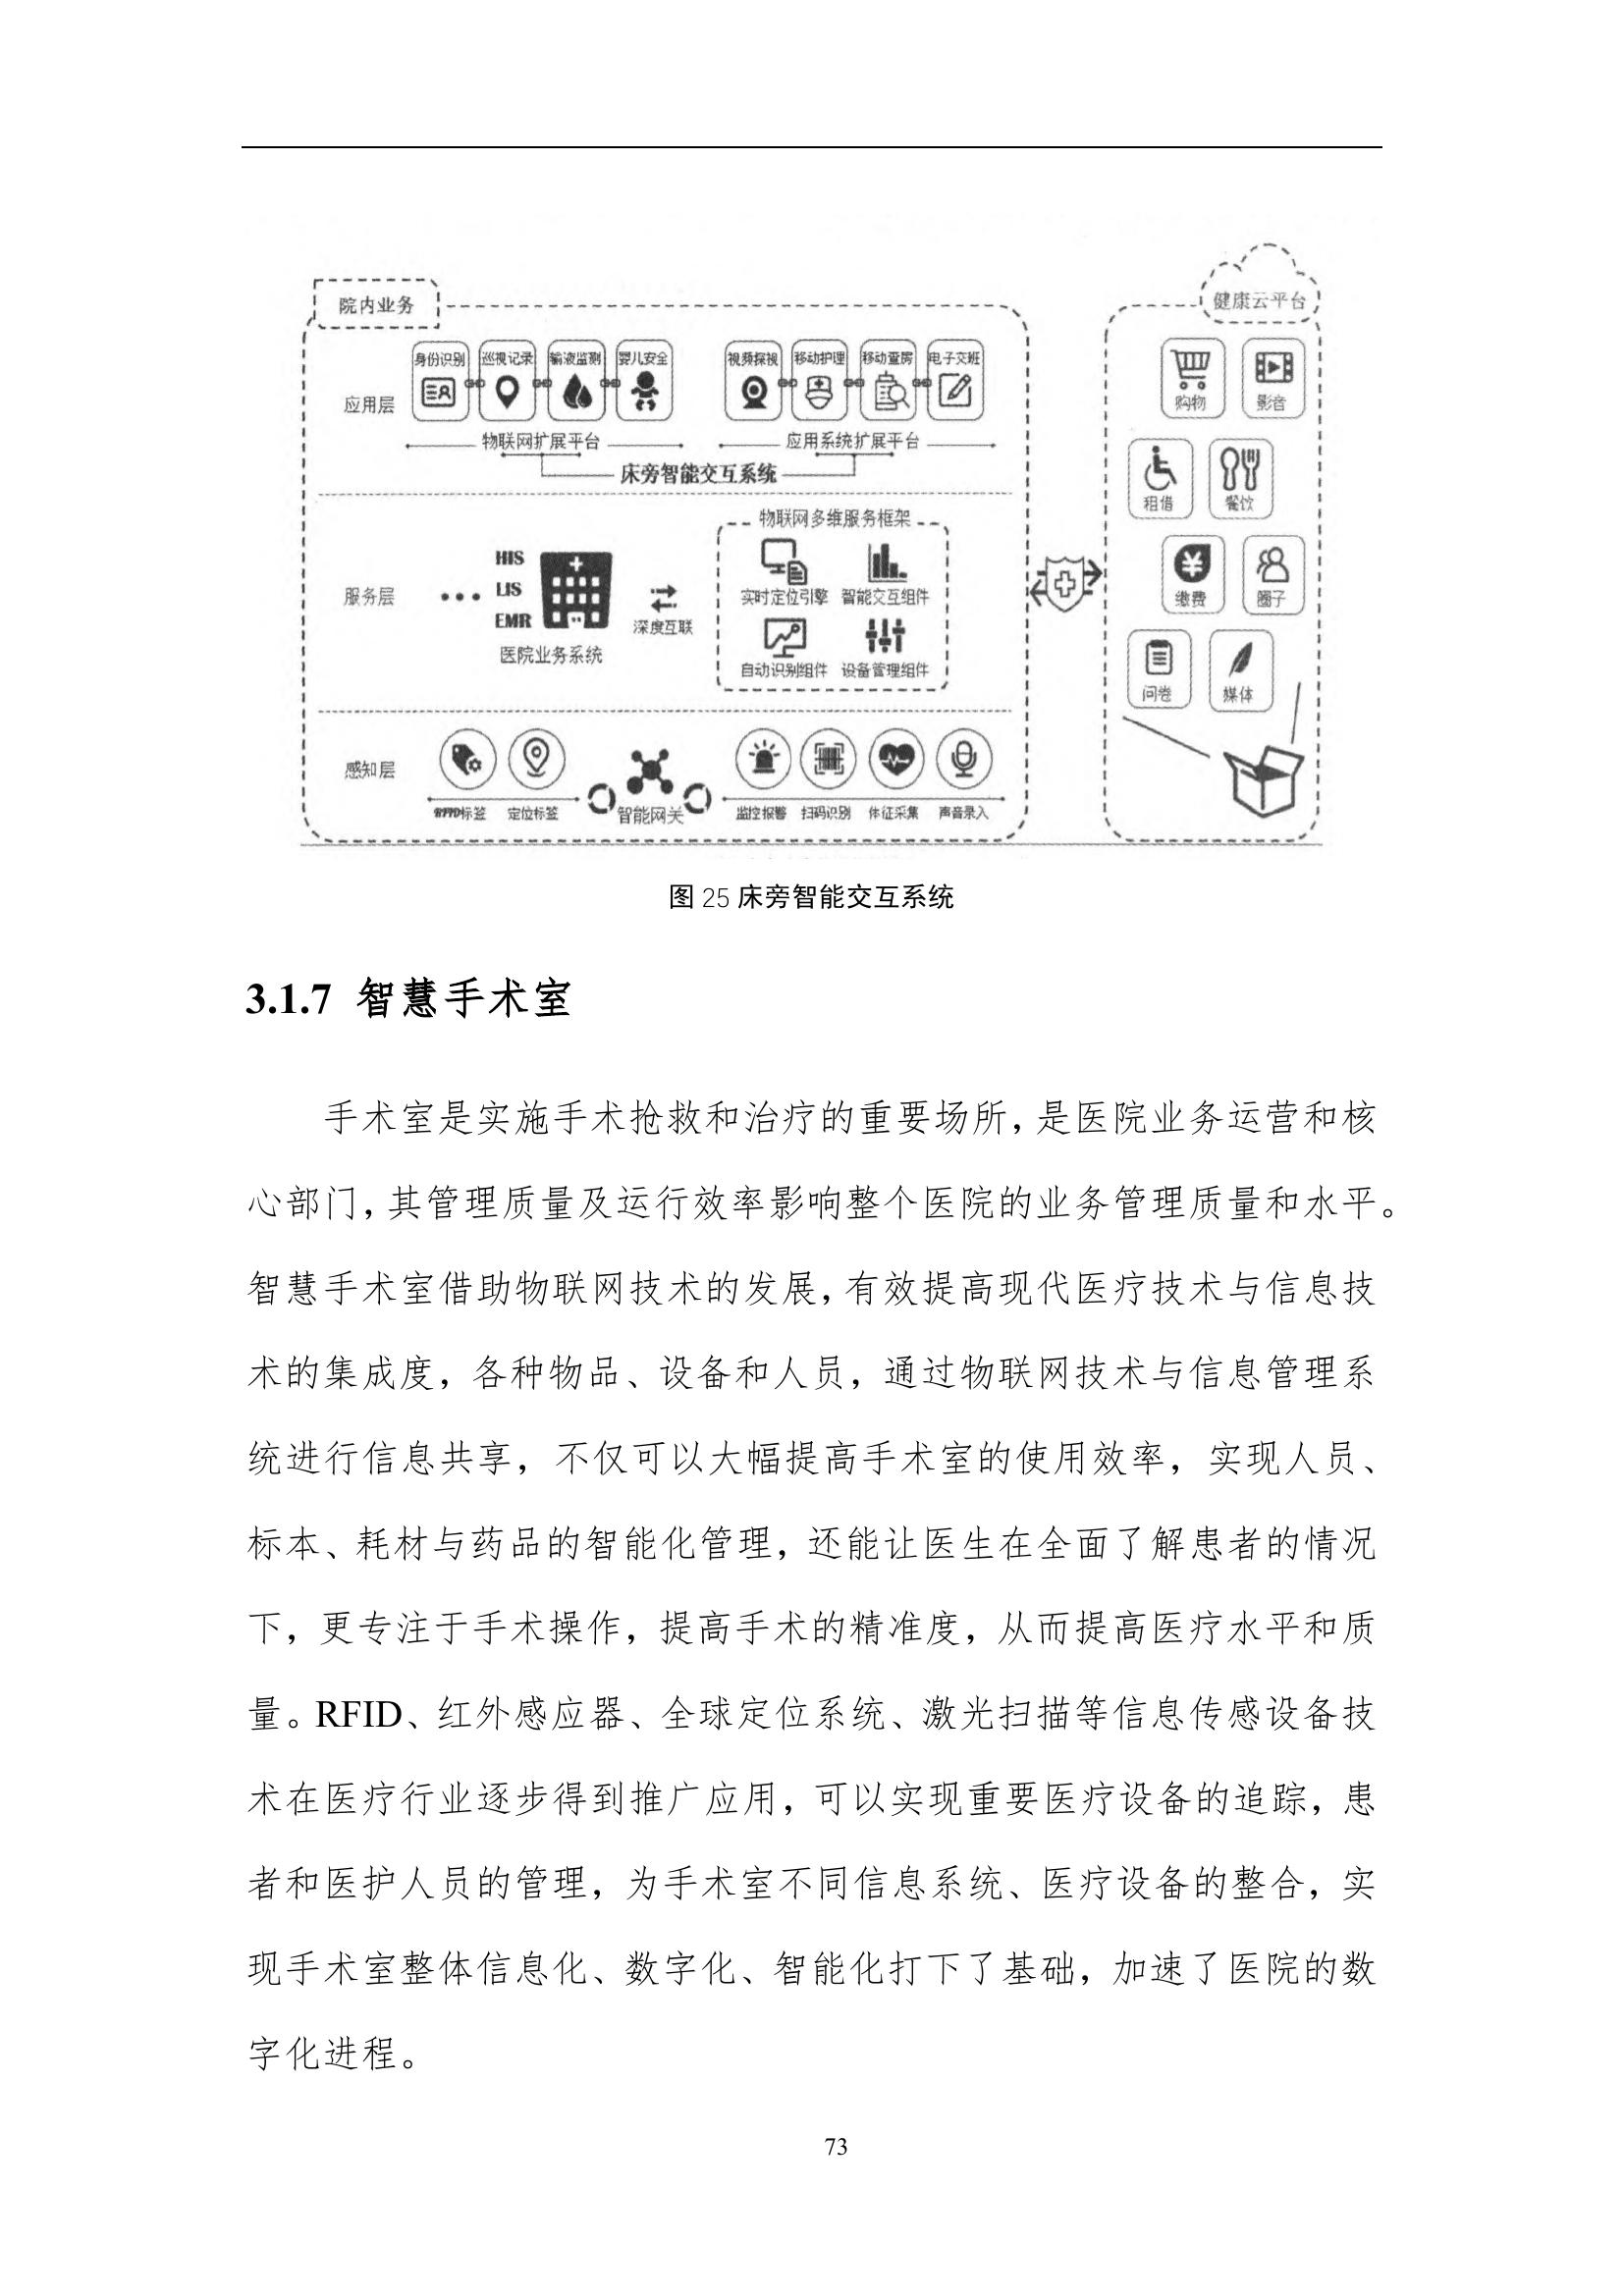 院内业务
健康云平台
身份识别 巡视记录 输液监测 婴儿安全 视频探视 移动护理 移动查房 电子交班
应用层
物联网扩展平台 应用系统扩展平台
床旁智能交互系统
购物 影音
租借 餐饮
缴费 圈子
问卷 媒体
物联网多维服务框架
服务层
HIS
LIS
EMR
医院业务系统
深度互联
实时定位引擎 智能交互组件
自动识别组件 设备管理组件
感知层
RFID标签 定位标签 智能网关 监控报警 扫码识别 体征采集 声音录入
图 25 床旁智能交互系统
3.1.7 智慧手术室
手术室是实施手术抢救和治疗的重要场所，是医院业务运营和核
心部门，其管理质量及运行效率影响整个医院的业务管理质量和水平。
智慧手术室借助物联网技术的发展，有效提高现代医疗技术与信息技
术的集成度，各种物品、设备和人员，通过物联网技术与信息管理系
统进行信息共享，不仅可以大幅提高手术室的使用效率，实现人员、
标本、耗材与药品的智能化管理，还能让医生在全面了解患者的情况
下，更专注于手术操作，提高手术的精准度，从而提高医疗水平和质
量。RFID、红外感应器、全球定位系统、激光扫描等信息传感设备技
术在医疗行业逐步得到推广应用，可以实现重要医疗设备的追踪，患
者和医护人员的管理，为手术室不同信息系统、医疗设备的整合，实
现手术室整体信息化、数字化、智能化打下了基础，加速了医院的数
字化进程。
73